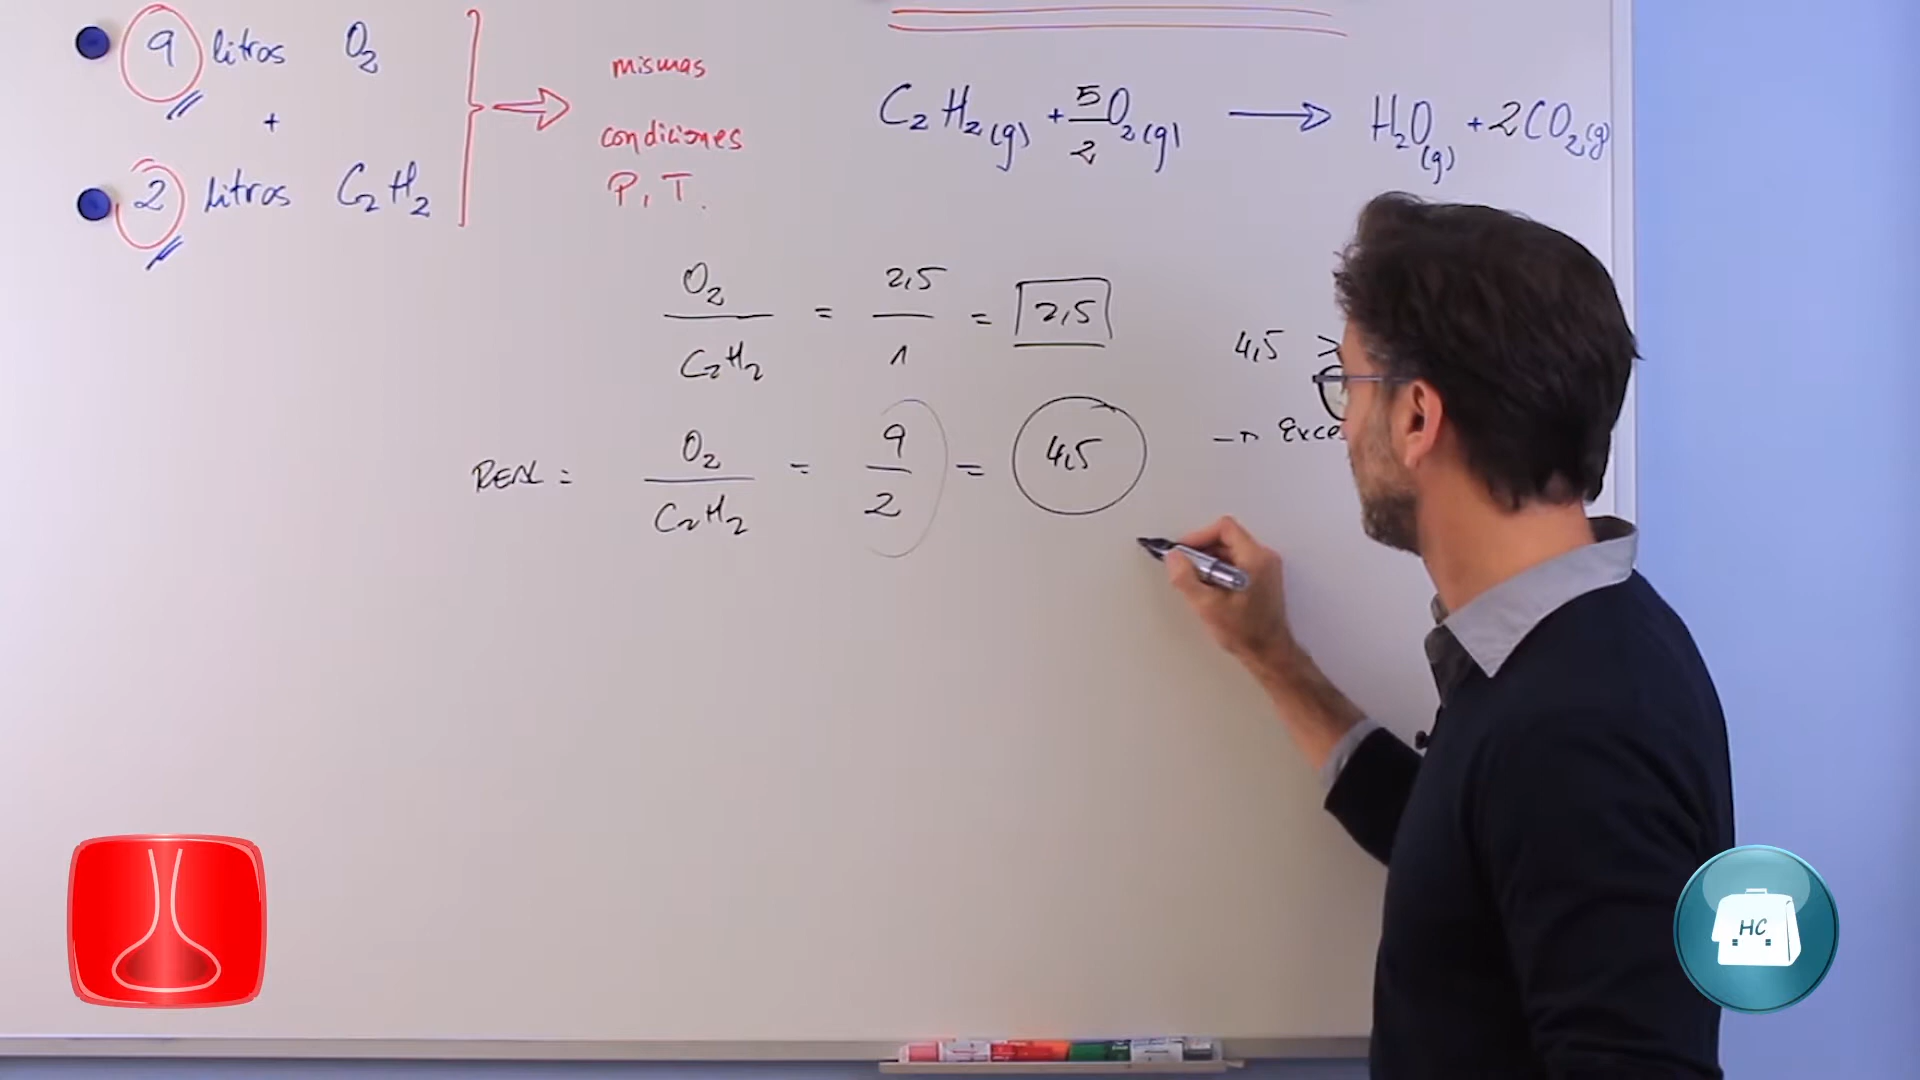 9 litros O₂
+
2 litros C₂H₂
mismas
condiciones
P, T.
C₂H₂(g) + 5/2 O₂(g) → H₂O(g) + 2CO₂(g)
O₂/C₂H₂ = 2,5/1 = 2,5
4,5 >
REAL = O₂/C₂H₂ = 9/2 = 4,5
→
HC